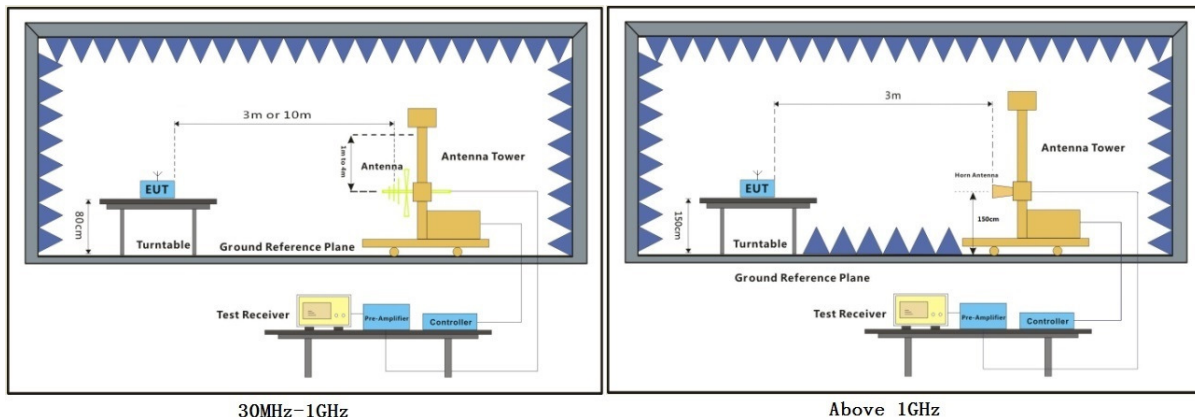 3m or 10m
1m to 4m
Antenna
Antenna Tower
EUT
80cm
Turntable
Ground Reference Plane
Test Receiver
Pre-Amplifier
Controller
30MHz-1GHz
3m
Antenna Tower
Horn Antenna
EUT
150cm
150cm
Turntable
Ground Reference Plane
Test Receiver
Pre-Amplifier
Controller
Above 1GHz